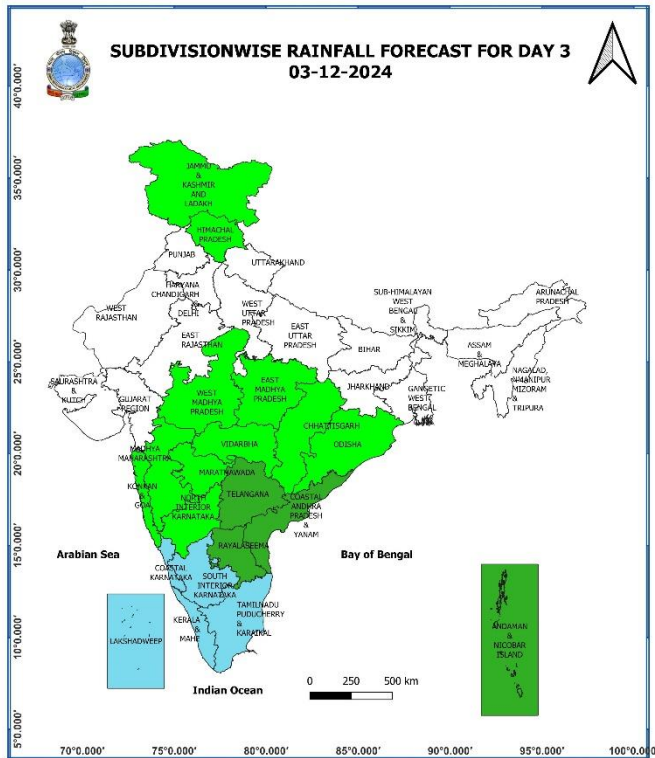 SUBDIVISIONWISE RAINFALL FORECAST FOR DAY 3
03-12-2024
40°0.000'
35°0.000'
30°0.000'
25°0.000'
20°0.000'
15°0.000'
10°0.000'
5°0.000'
JAMMU
&
KASHMIR
AND
LADAKH
HIMACHAL
PRADESH
PUNJAB
UTTARAKHAND
HARYANA
CHANDIGARH
&
DELHI
WEST
RAJASTHAN
WEST
UTTAR
PRADESH
EAST
RAJASTHAN
EAST
UTTAR
PRADESH
SUB-HIMALAYAN
WEST
BENGAL
&
SIKKIM
ARUNACHAL
PRADESH
BIHAR
ASSAM
&
MEGHALAYA
NAGALAD
MANIPUR
MIZORAM
&
TRIPURA
SAURASHTRA
&
KUTCH
GUJARAT
REGION
WEST
MADHYA
PRADESH
EAST
MADHYA
PRADESH
JHARKHAND
GANGETIC
WEST
BENGAL
CHHATTISGARH
ODISHA
VIDARBHA
MADHYA
MAHARASHTRA
MARATHAWADA
KONKAN
&
GOA
NORTH
INTERIOR
KARNATAKA
TELANGANA
COASTAL
ANDHRA
PRADESH
&
YANAM
RAYALASEEMA
Arabian Sea
Bay of Bengal
COASTAL
KARNATAKA
SOUTH
INTERIOR
KARNATAKA
TAMILNADU
PUDUCHERRY
&
KARAIKAL
KERALA
&
MAHE
LAKSHADWEEP
ANDAMAN
&
NICOBAR
ISLAND
Indian Ocean
0 250 500 km
70°0.000' 75°0.000' 80°0.000' 85°0.000' 90°0.000' 95°0.000' 100°0.000'